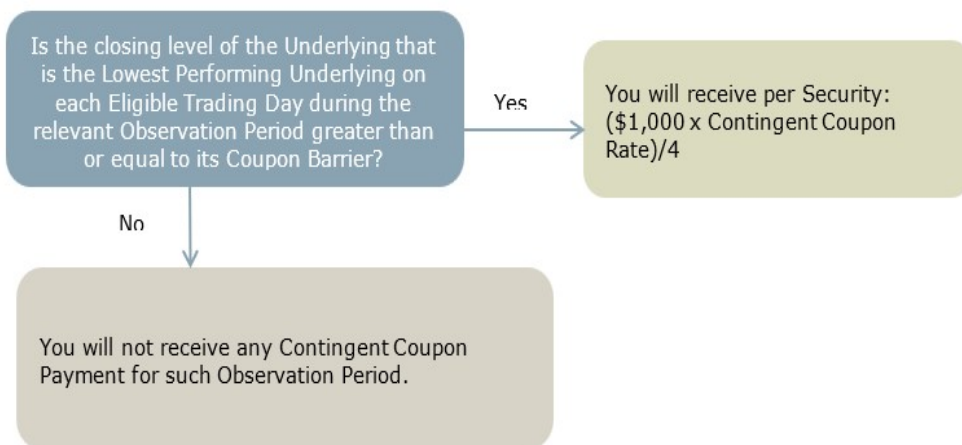 Is the closing level of the Underlying that
is the Lowest Performing Underlying on
each Eligible Trading Day during the
relevant Observation Period greater than
or equal to its Coupon Barrier?
Yes
You will receive per Security:
($1,000 x Contingent Coupon
Rate)/4
No
You will not receive any Contingent Coupon
Payment for such Observation Period.